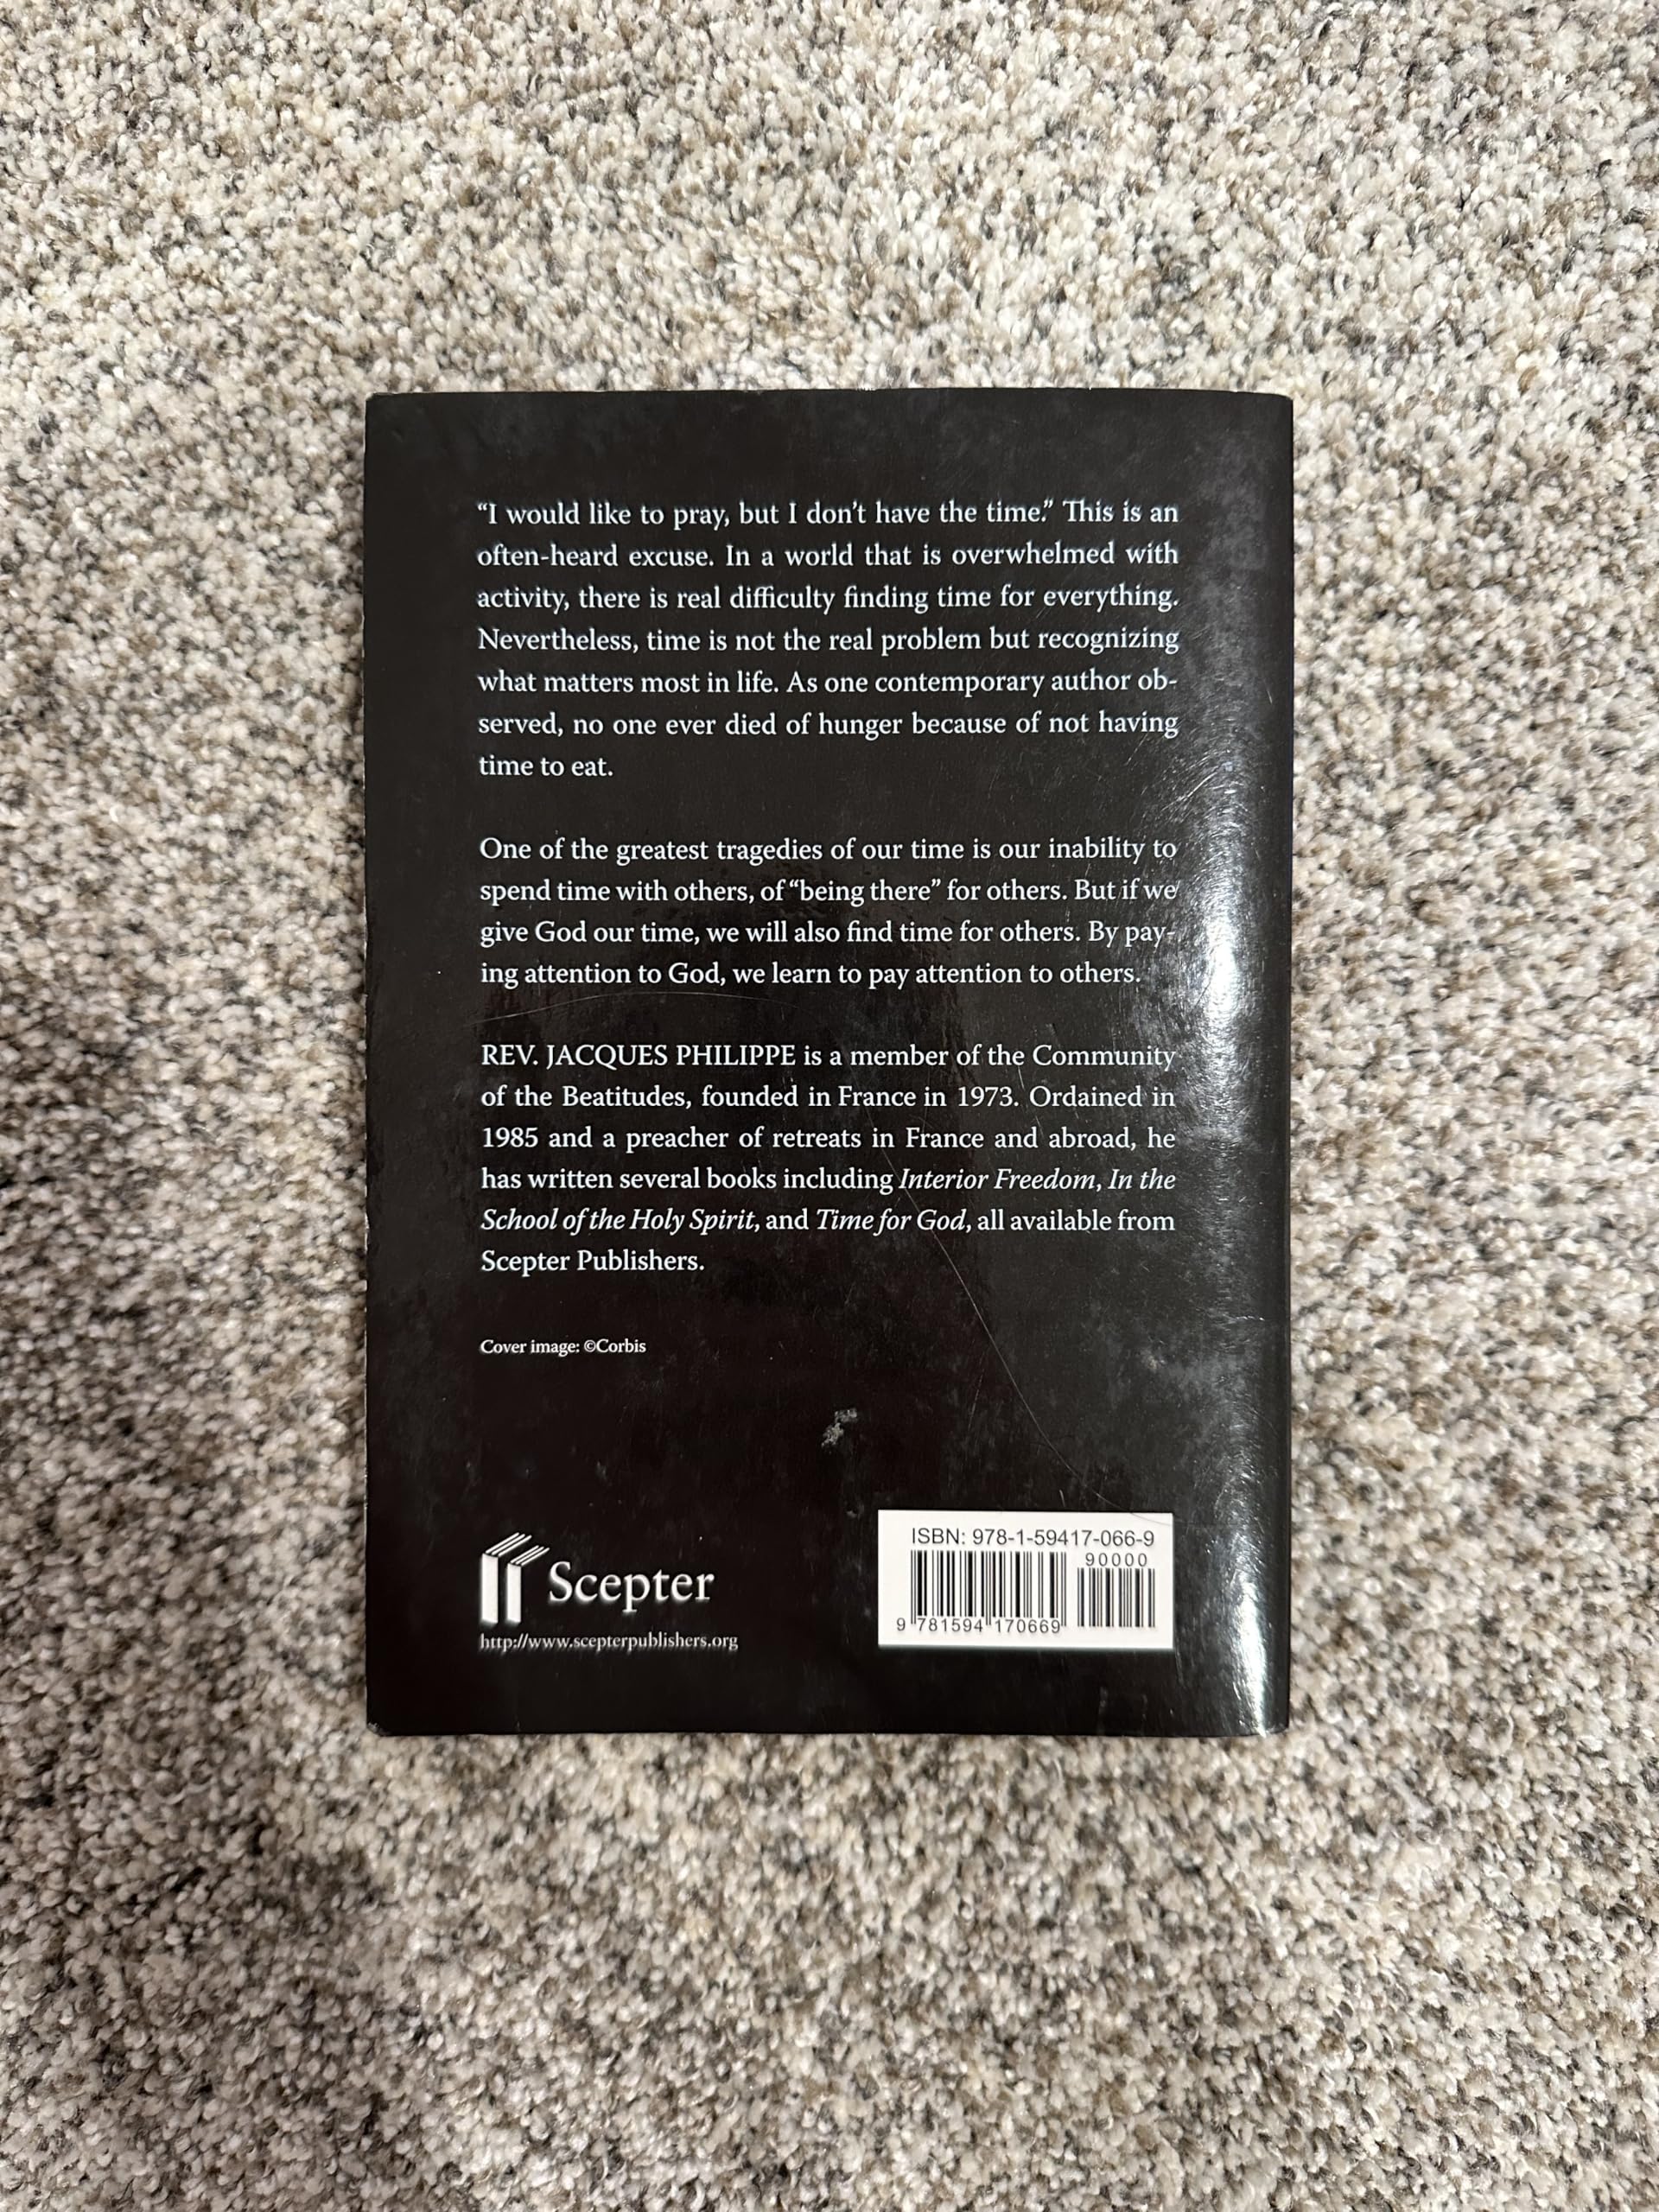 “I would like to pray, but I don’t have the time.” This is an
often-heard excuse. In a world that is overwhelmed with
activity, there is real difficulty finding time for everything.
Nevertheless, time is not the real problem but recognizing
what matters most in life. As one contemporary author ob-
served, no one ever died of hunger because of not having
time to eat.
One of the greatest tragedies of our time is our inability to
spend time with others, of “being there” for others. But if we
give God our time, we will also find time for others. By pay-
ing attention to God, we learn to pay attention to others.
REV. JACQUES PHILIPPE is a member of the Community
of the Beatitudes, founded in France in 1973. Ordained in
1985 and a preacher of retreats in France and abroad, he
has written several books including Interior Freedom, In the
School of the Holy Spirit, and Time for God, all available from
Scepter Publishers.
Cover image: ©Corbis
Scepter
http://www.scepterpublishers.org
ISBN: 978-1-59417-066-9
90000
9 781594 170669